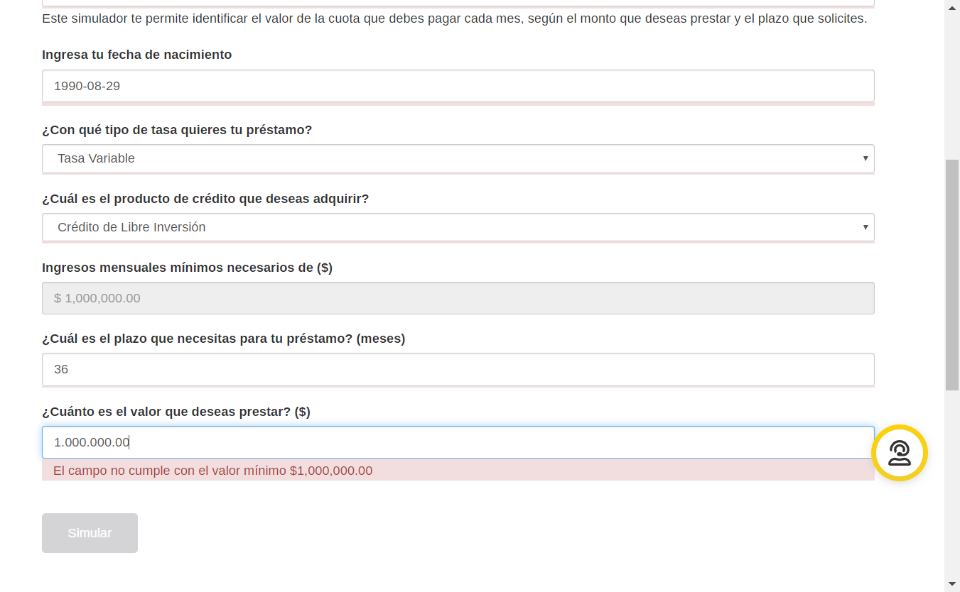 Este simulador te permite identificar el valor de la cuota que debes pagar cada mes, según el monto que deseas prestar y el plazo que solicites.
Ingresa tu fecha de nacimiento
1990-08-29
¿Con qué tipo de tasa quieres tu préstamo?
Tasa Variable
¿Cuál es el producto de crédito que deseas adquirir?
Crédito de Libre Inversión
Ingresos mensuales mínimos necesarios de ($)
$ 1,000,000.00
¿Cuál es el plazo que necesitas para tu préstamo? (meses)
36
¿Cuánto es el valor que deseas prestar? ($)
1.000.000.00
El campo no cumple con el valor mínimo $1,000,000.00
Simular